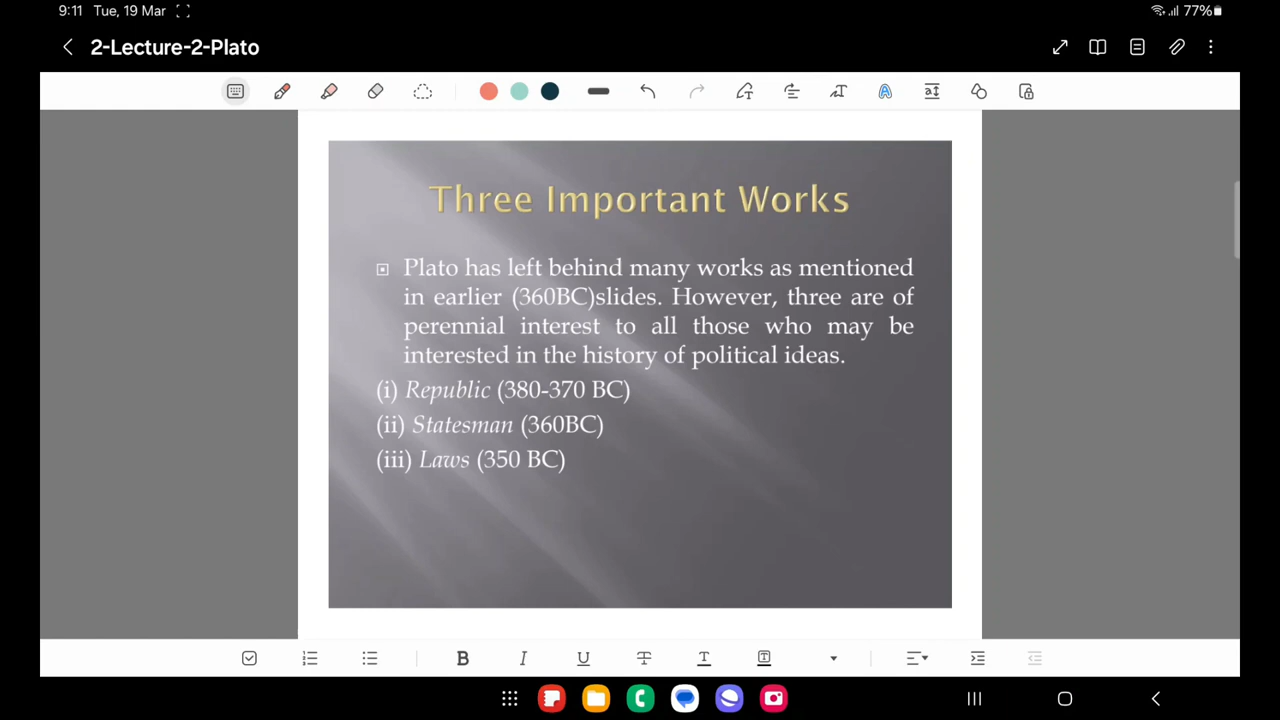 9:11 Tue, 19 Mar
77%
2-Lecture-2-Plato
Three Important Works
Plato has left behind many works as mentioned
in earlier (360BC)slides. However, three are of
perennial interest to all those who may be
interested in the history of political ideas.
(i) Republic (380-370 BC)
(ii) Statesman (360BC)
(iii) Laws (350 BC)